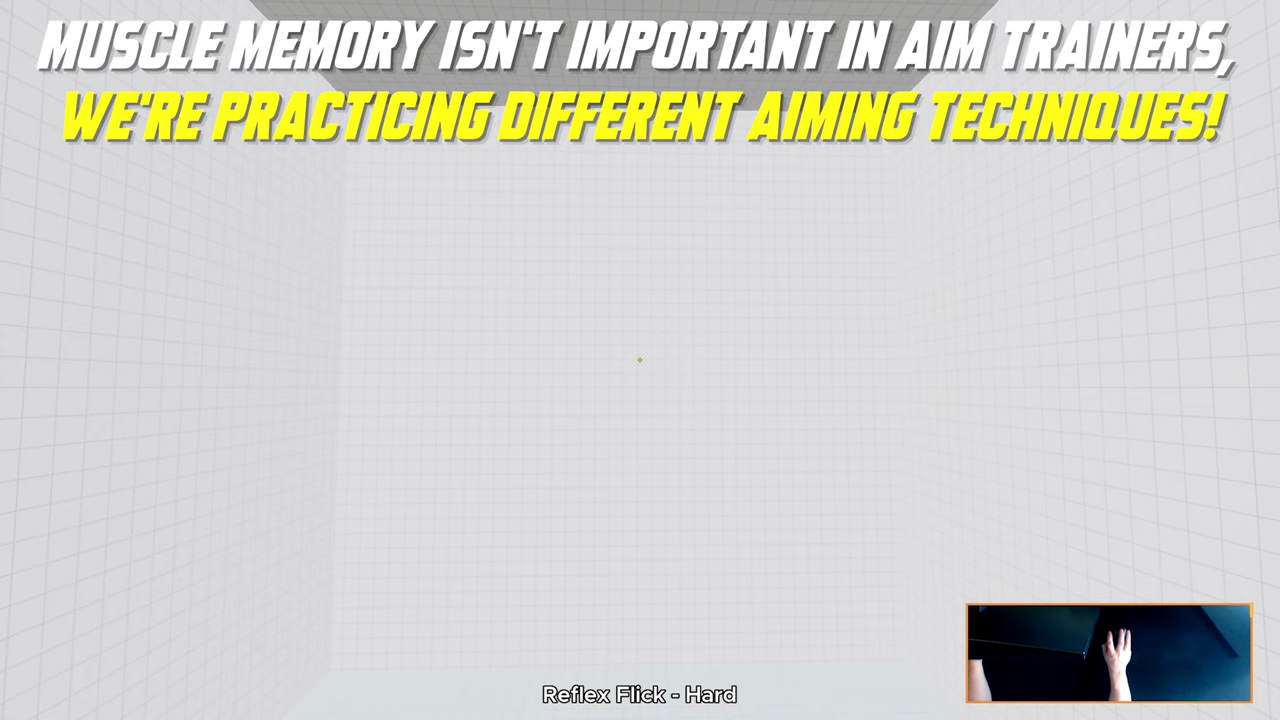 MUSCLE MEMORY ISN'T IMPORTANT IN AIM TRAINERS,
WE'RE PRACTICING DIFFERENT AIMING TECHNIQUES!
Reflex Flick - Hard